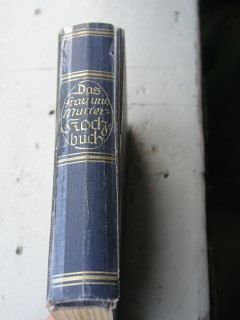 Das
Frau und
Mutter-
Koch
buch